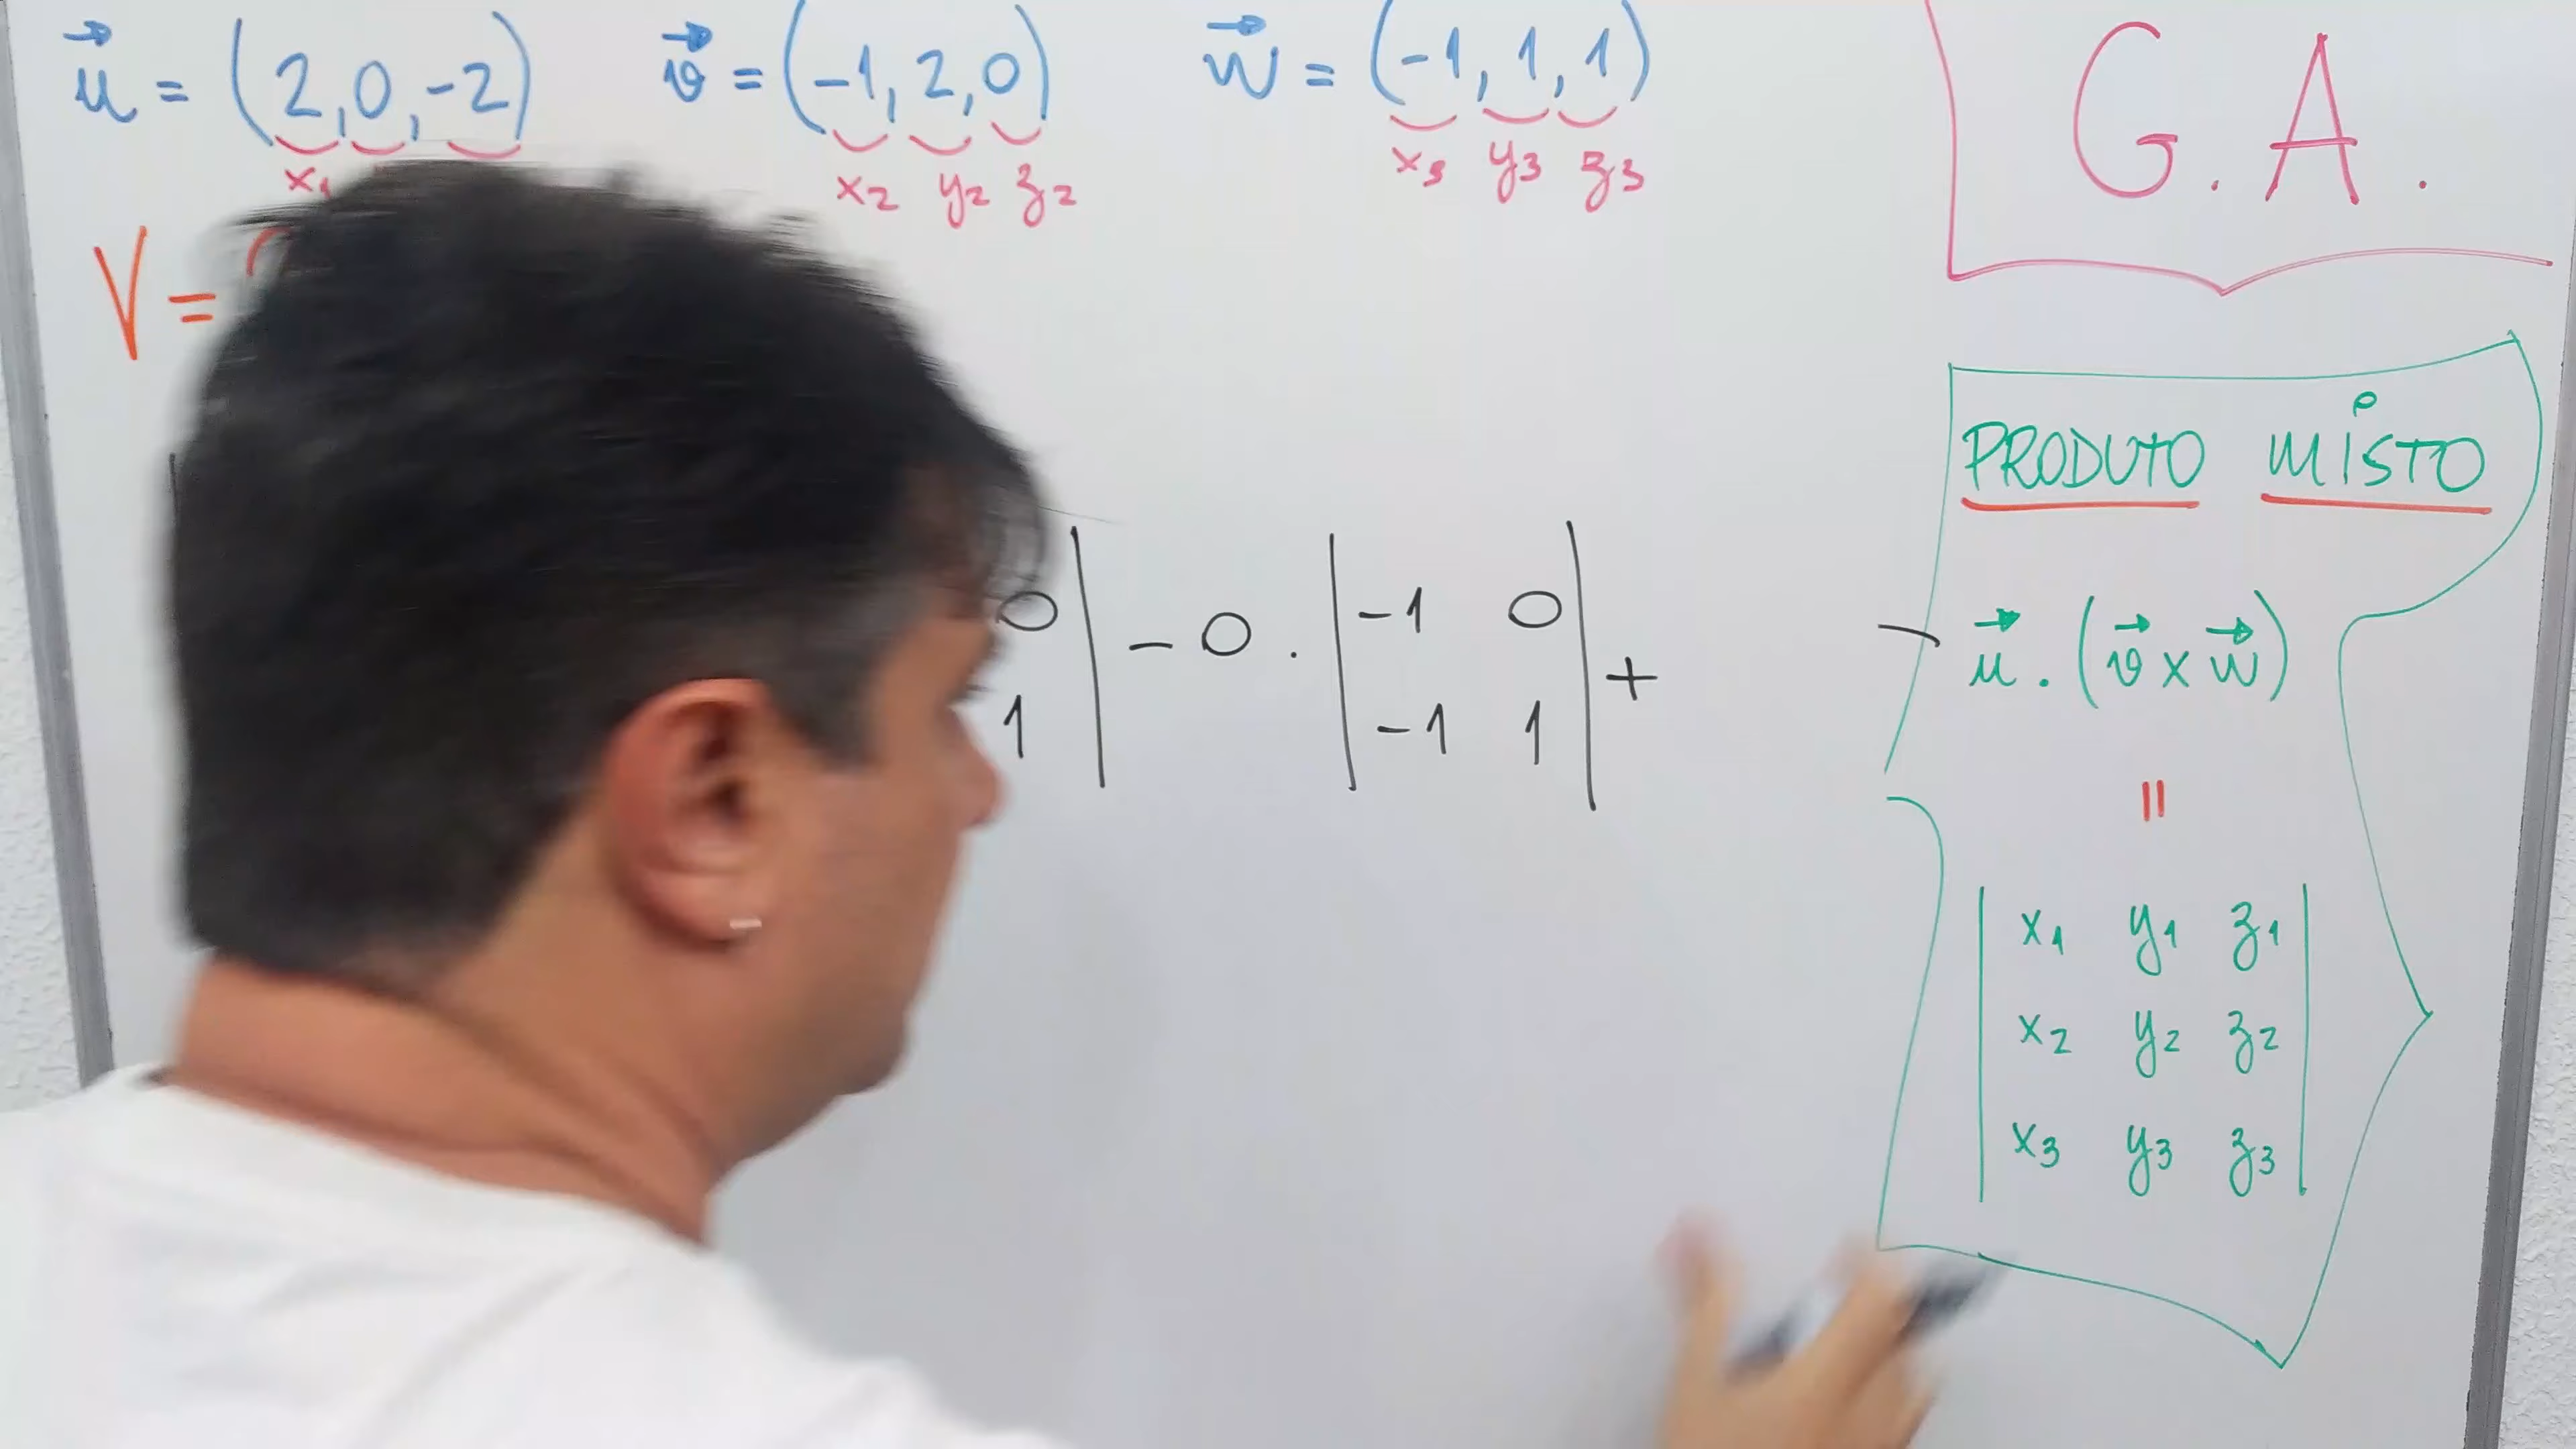 u⃗ = (2,0,-2) v⃗ = (-1,2,0) w⃗ = (-1,1,1)
x₁ x₂ y₂ z₂ x₃ y₃ z₃
G.A.
V =
0 | - 0 . | -1 0 | +
1 | | -1 1 |
PRODUTO MISTO
u⃗ . (v⃗ x w⃗)
=
| x₁ y₁ z₁ |
| x₂ y₂ z₂ |
| x₃ y₃ z₃ |